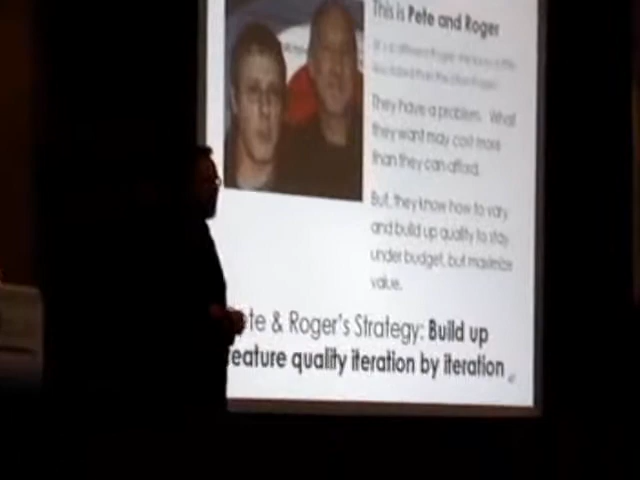 This is Pete and Roger
They have a problem. What
they want may cost more
than they can afford.
But, they know how to vary
and build up quality to stay
under budget, but maximize
value.
te & Roger's Strategy: Build up
feature quality iteration by iteration